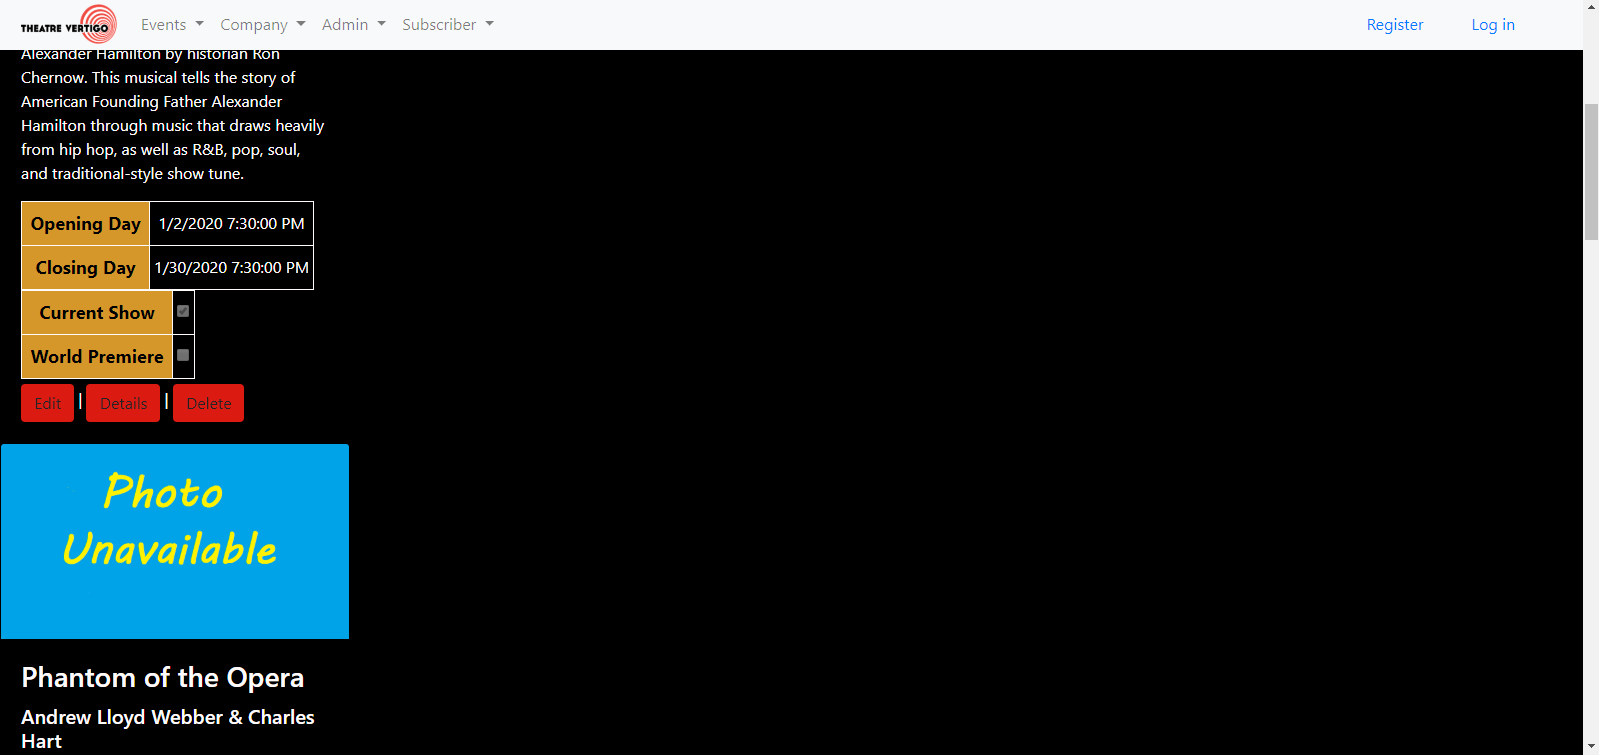 THEATRE VERTIGO
Events Company Admin Subscriber Register Log in
Alexander Hamilton by historian Ron
Chernow. This musical tells the story of
American Founding Father Alexander
Hamilton through music that draws heavily
from hip hop, as well as R&B, pop, soul,
and traditional-style show tune.
Opening Day 1/2/2020 7:30:00 PM
Closing Day 1/30/2020 7:30:00 PM
Current Show
World Premiere
Edit | Details | Delete
Photo
Unavailable
Phantom of the Opera
Andrew Lloyd Webber & Charles
Hart